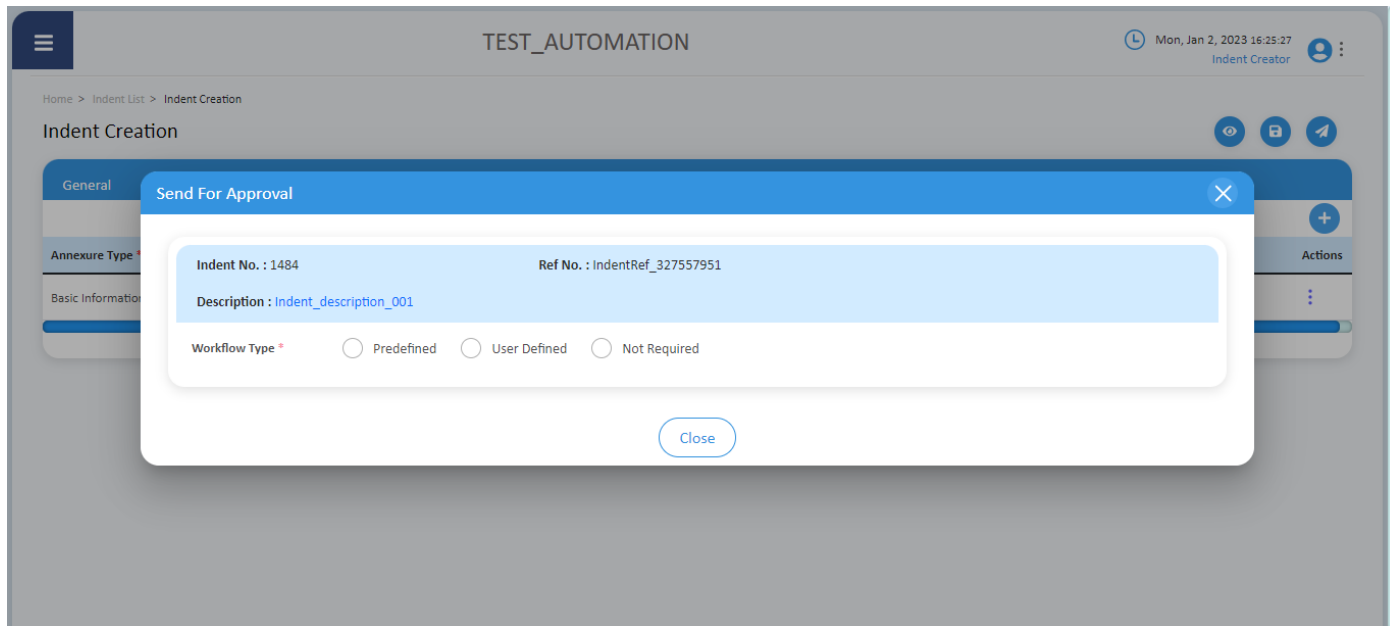 TEST_AUTOMATION
Mon, Jan 2, 2023 16:25:27
Indent Creator
Home > Indent List > Indent Creation
Indent Creation
General
Send For Approval
Annexure Type *
Actions
Indent No. : 1484 Ref No. : IndentRef_327557951
Basic Information
Description : Indent_description_001
Workflow Type * Predefined User Defined Not Required
Close